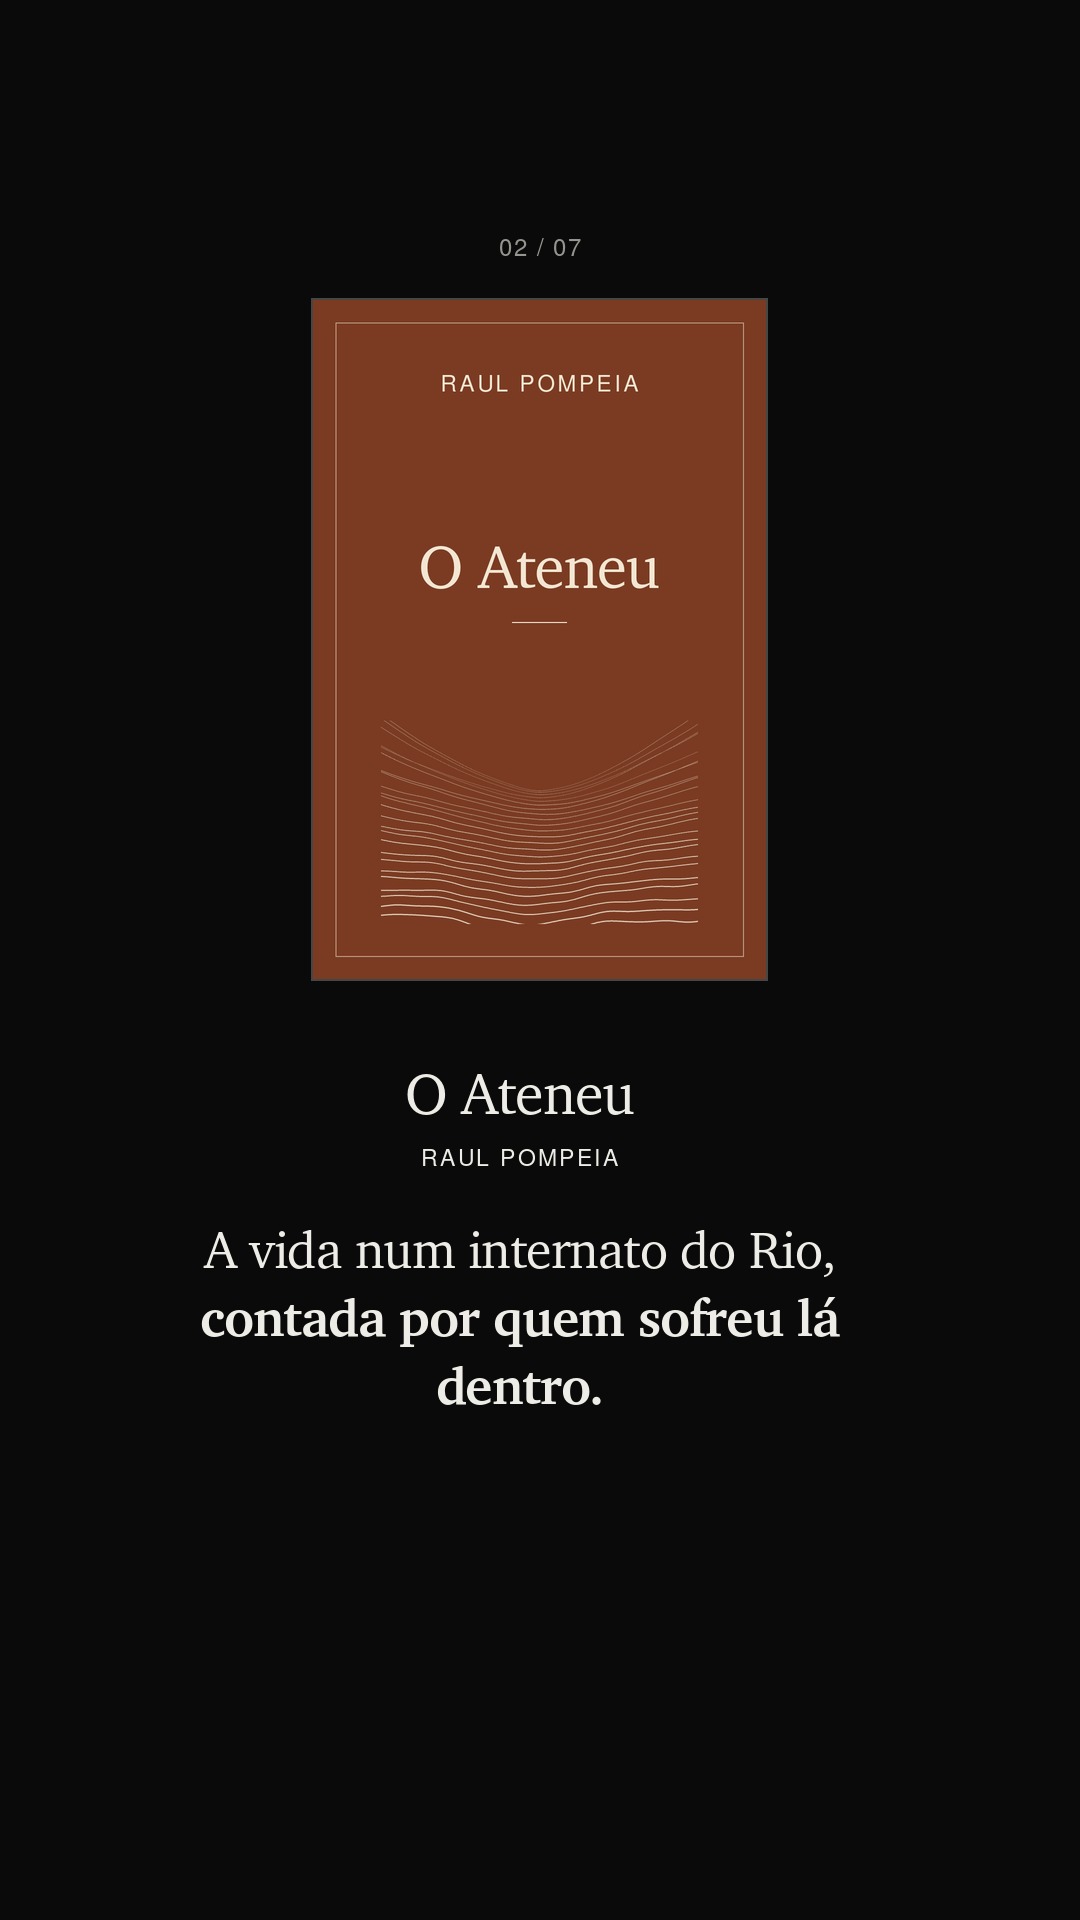 02 / 07
RAUL POMPEIA
O Ateneu
O Ateneu
RAUL POMPEIA
A vida num internato do Rio,
contada por quem sofreu lá
dentro.